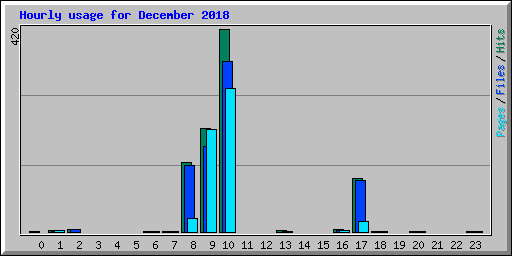 Hourly usage for December 2018
420
Pages/Files/Hits
0 1 2 3 4 5 6 7 8 9 10 11 12 13 14 15 16 17 18 19 20 21 22 23